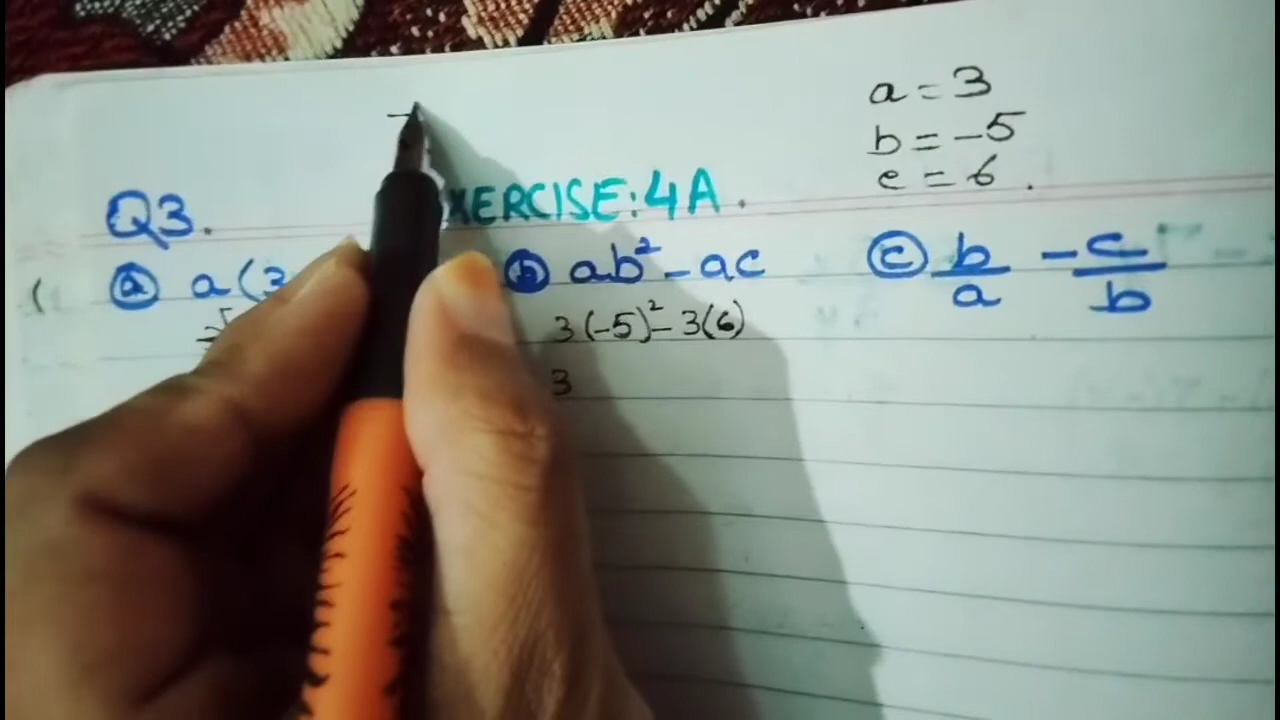 a = 3
b = -5
c = 6 .
Q3. XERCISE: 4A .
(a) a(3 (b) ab² - ac (c) b/a - c/b
3(-5)² - 3(6)
3